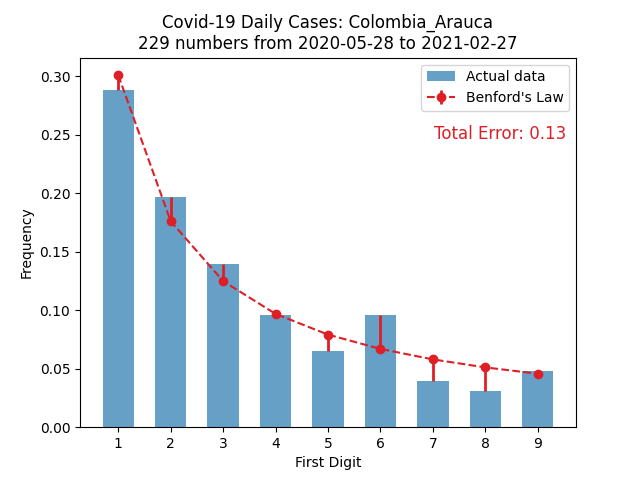 Covid-19 Daily Cases: Colombia_Arauca
229 numbers from 2020-05-28 to 2021-02-27
Actual data
Benford's Law
Total Error: 0.13
Frequency
0.30
0.25
0.20
0.15
0.10
0.05
0.00
1 2 3 4 5 6 7 8 9
First Digit